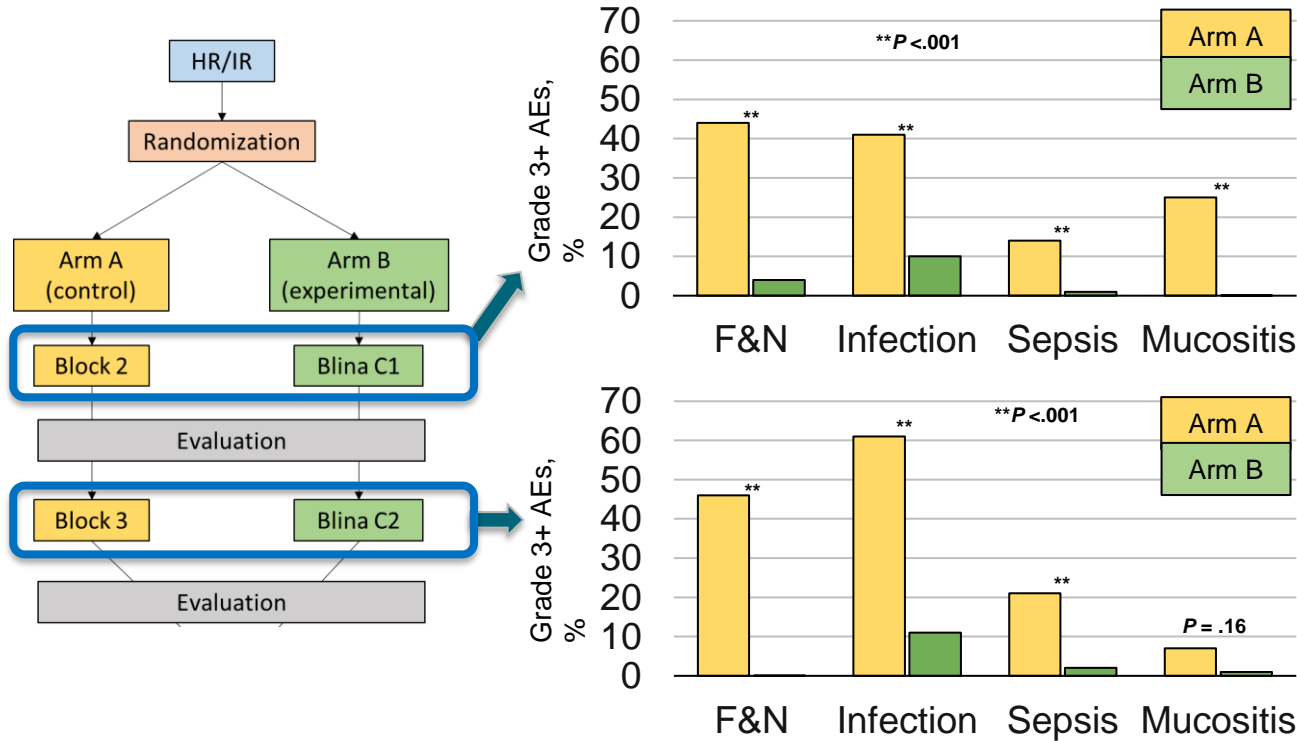 HR/IR
Randomization
Arm A
(control)
Arm B
(experimental)
Block 2
Blina C1
Evaluation
Block 3
Blina C2
Evaluation
Grade 3+ AEs,
%
70
60
50
40
30
20
10
0
**P <.001
Arm A
Arm B
**
**
**
**
F&N
Infection
Sepsis
Mucositis
Grade 3+ AEs,
%
70
60
50
40
30
20
10
0
**P <.001
Arm A
Arm B
**
**
**
P = .16
F&N
Infection
Sepsis
Mucositis